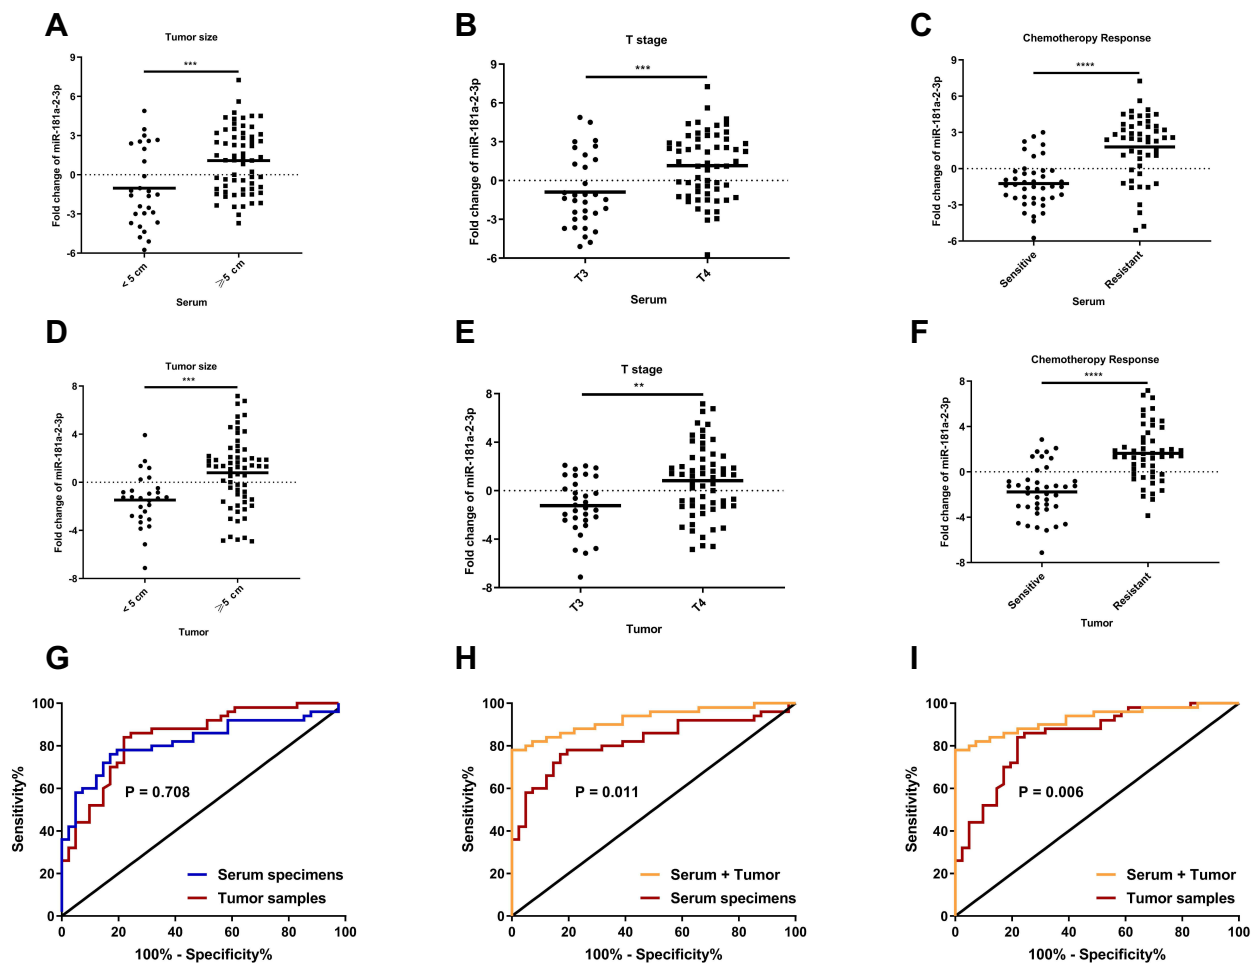 A
Tumor size
***
Fold change of miR-181a-2-3p
9
6
3
0
-3
-6
< 5 cm
⩾5 cm
Serum
B
T stage
***
Fold change of miR-181a-2-3p
9
6
3
0
-3
-6
T3
T4
Serum
C
Chemotheropy Response
****
Fold change of miR-181a-2-3p
9
6
3
0
-3
-6
Sensitive
Resistant
Serum
D
Tumor size
***
Fold change of miR-181a-2-3p
8
4
0
-4
-8
< 5 cm
⩾5 cm
Tumor
E
T stage
**
Fold change of miR-181a-2-3p
8
4
0
-4
-8
T3
T4
Tumor
F
Chemotheropy Response
****
Fold change of miR-181a-2-3p
8
4
0
-4
-8
Sensitive
Resistant
Tumor
G
Sensitivity%
100
80
60
40
20
0
P = 0.708
Serum specimens
Tumor samples
0 20 40 60 80 100
100% - Specificity%
H
Sensitivity%
100
80
60
40
20
0
P = 0.011
Serum + Tumor
Serum specimens
0 20 40 60 80 100
100% - Specificity%
I
Sensitivity%
100
80
60
40
20
0
P = 0.006
Serum + Tumor
Tumor samples
0 20 40 60 80 100
100% - Specificity%